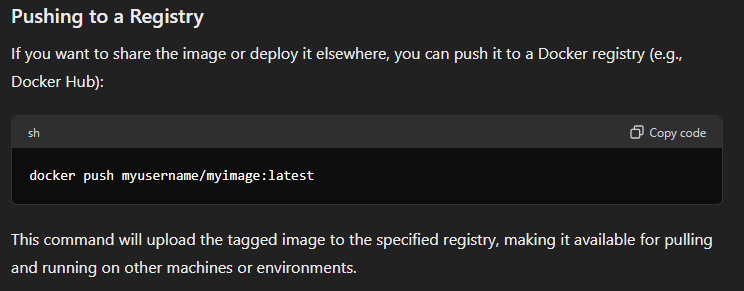 Pushing to a Registry
If you want to share the image or deploy it elsewhere, you can push it to a Docker registry (e.g.,
Docker Hub):
sh
Copy code
docker push myusername/myimage:latest
This command will upload the tagged image to the specified registry, making it available for pulling
and running on other machines or environments.